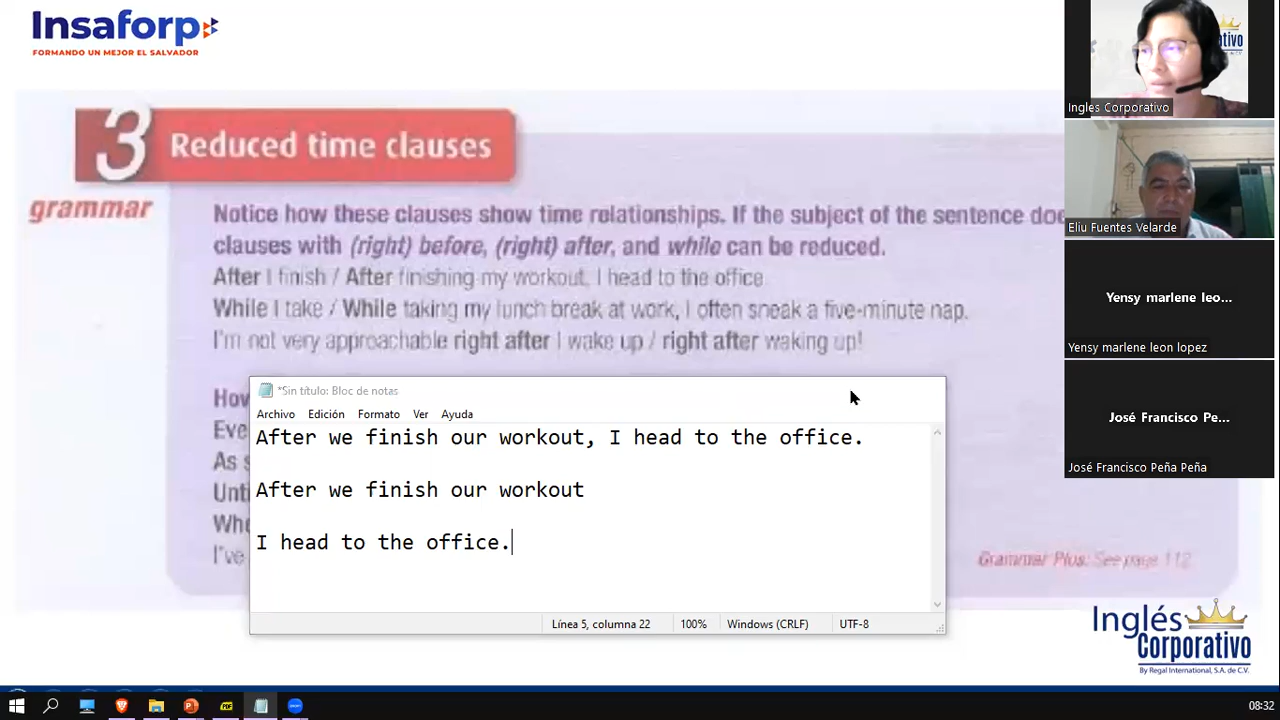 Insaforp
FORMANDO UN MEJOR EL SALVADOR
3 Reduced time clauses
grammar
Notice how these clauses show time relationships. If the subject of the sentence doe
clauses with (right) before, (right) after, and while can be reduced.
After I finish / After finishing my workout, I head to the office.
While I take / While taking my lunch break at work, I often sneak a five-minute nap.
I'm not very approachable right after I wake up / right after waking up!
How
Eve
As s
Unti
Whe
I've
Grammar Plus: See page 112
*Sin título: Bloc de notas
Archivo Edición Formato Ver Ayuda
After we finish our workout, I head to the office.
After we finish our workout
I head to the office.
Línea 5, columna 22 100% Windows (CRLF) UTF-8
Ingles Corporativo
Eliu Fuentes Velarde
Yensy marlene leo...
Yensy marlene leon lopez
José Francisco Pe...
José Francisco Peña Peña
Inglés
Corporativo
By Regal International, S.A. de C.V.
08:32